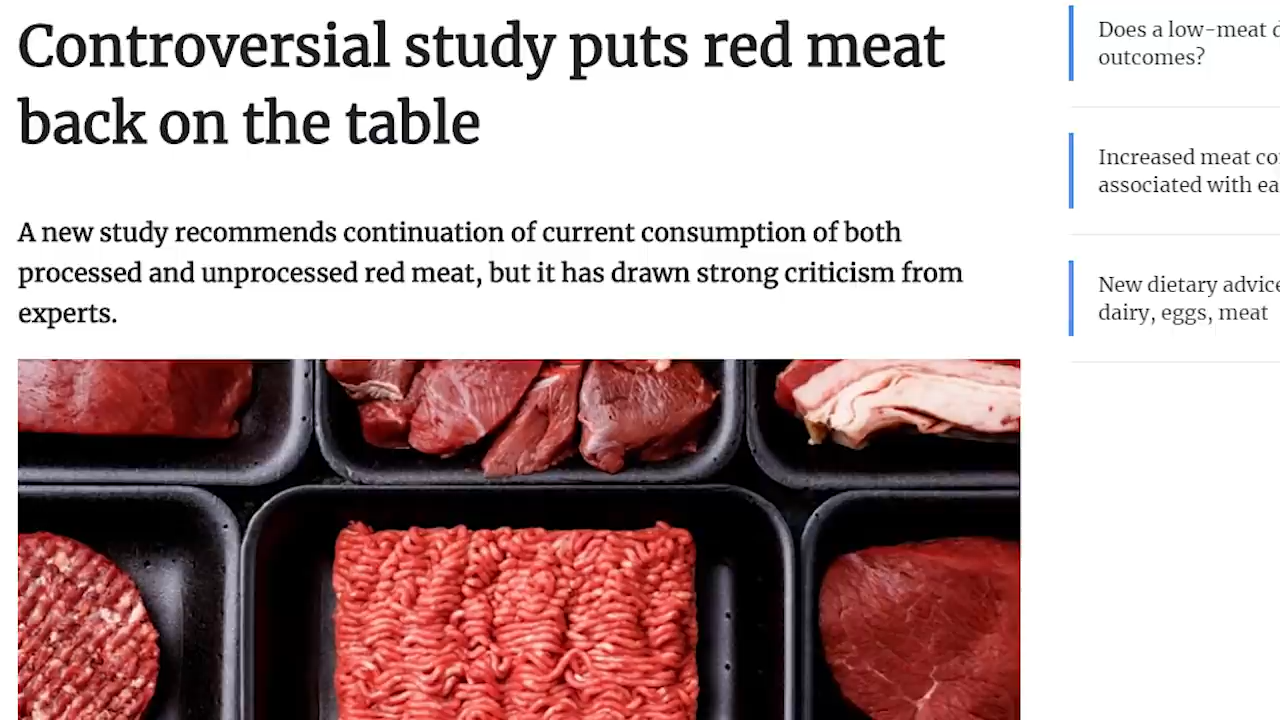 Controversial study puts red meat
back on the table
A new study recommends continuation of current consumption of both
processed and unprocessed red meat, but it has drawn strong criticism from
experts.
Does a low-meat
outcomes?
Increased meat
associated with
New dietary advice
dairy, eggs, meat